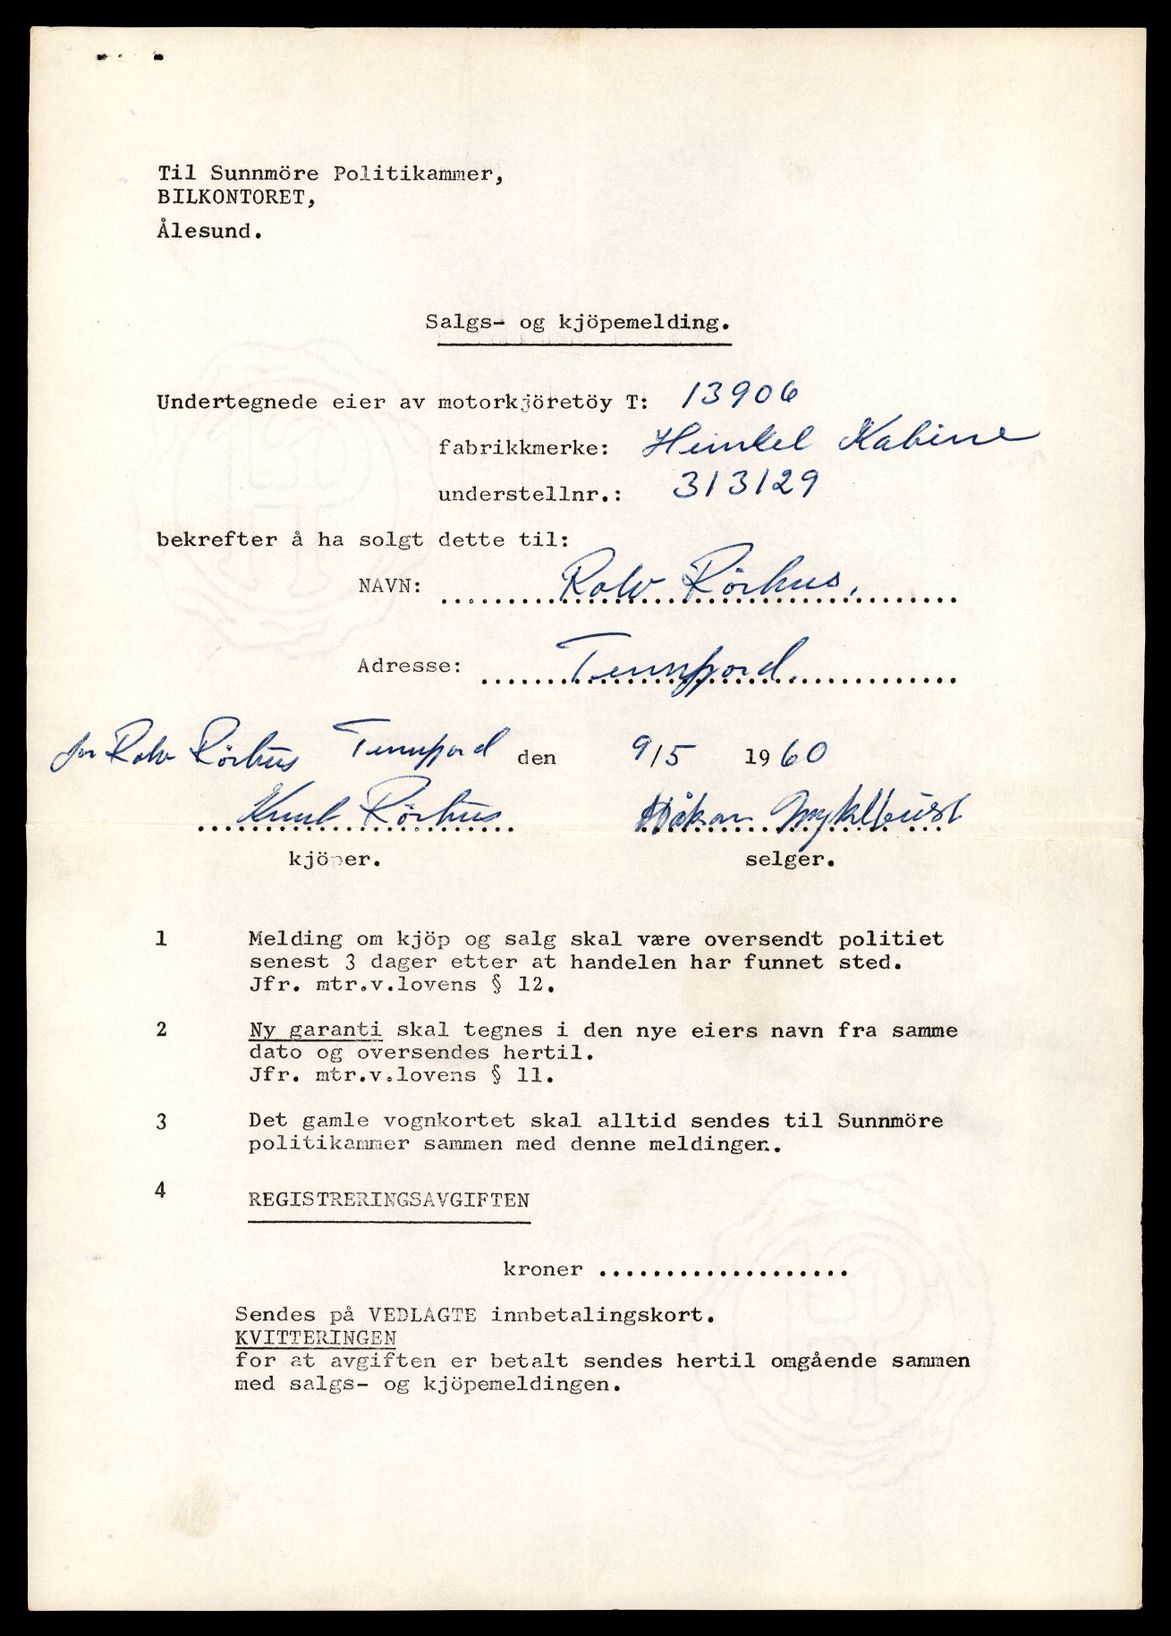 Til Sunnmöre Politikammer,
BILKONTORET,
Ålesund.
Salgs- og kjöpemelding.
Undertegnede eier av motorkjöretöy T: 13906
fabrikkmerke: Heinkel Kabine
understellnr.: 313129
bekrefter å ha solgt dette til:
NAVN: Rolv Rörhus.
Adresse: Tennfjord.
for Rolv Rörhus Tennfjord den 9/5 1960
Knut Rörhus Håkon Myklebust
kjöper. selger.
1 Melding om kjöp og salg skal være oversendt politiet
senest 3 dager etter at handelen har funnet sted.
Jfr. mtr.v.lovens § 12.
2 Ny garanti skal tegnes i den nye eiers navn fra samme
dato og oversendes hertil.
Jfr. mtr.v.lovens § 11.
3 Det gamle vognkortet skal alltid sendes til Sunnmöre
politikammer sammen med denne meldingen.
4 REGISTRERINGSAVGIFTEN
kroner ...................
Sendes på VEDLAGTE innbetalingskort.
KVITTERINGEN
for at avgiften er betalt sendes hertil omgående sammen
med salgs- og kjöpemeldingen.